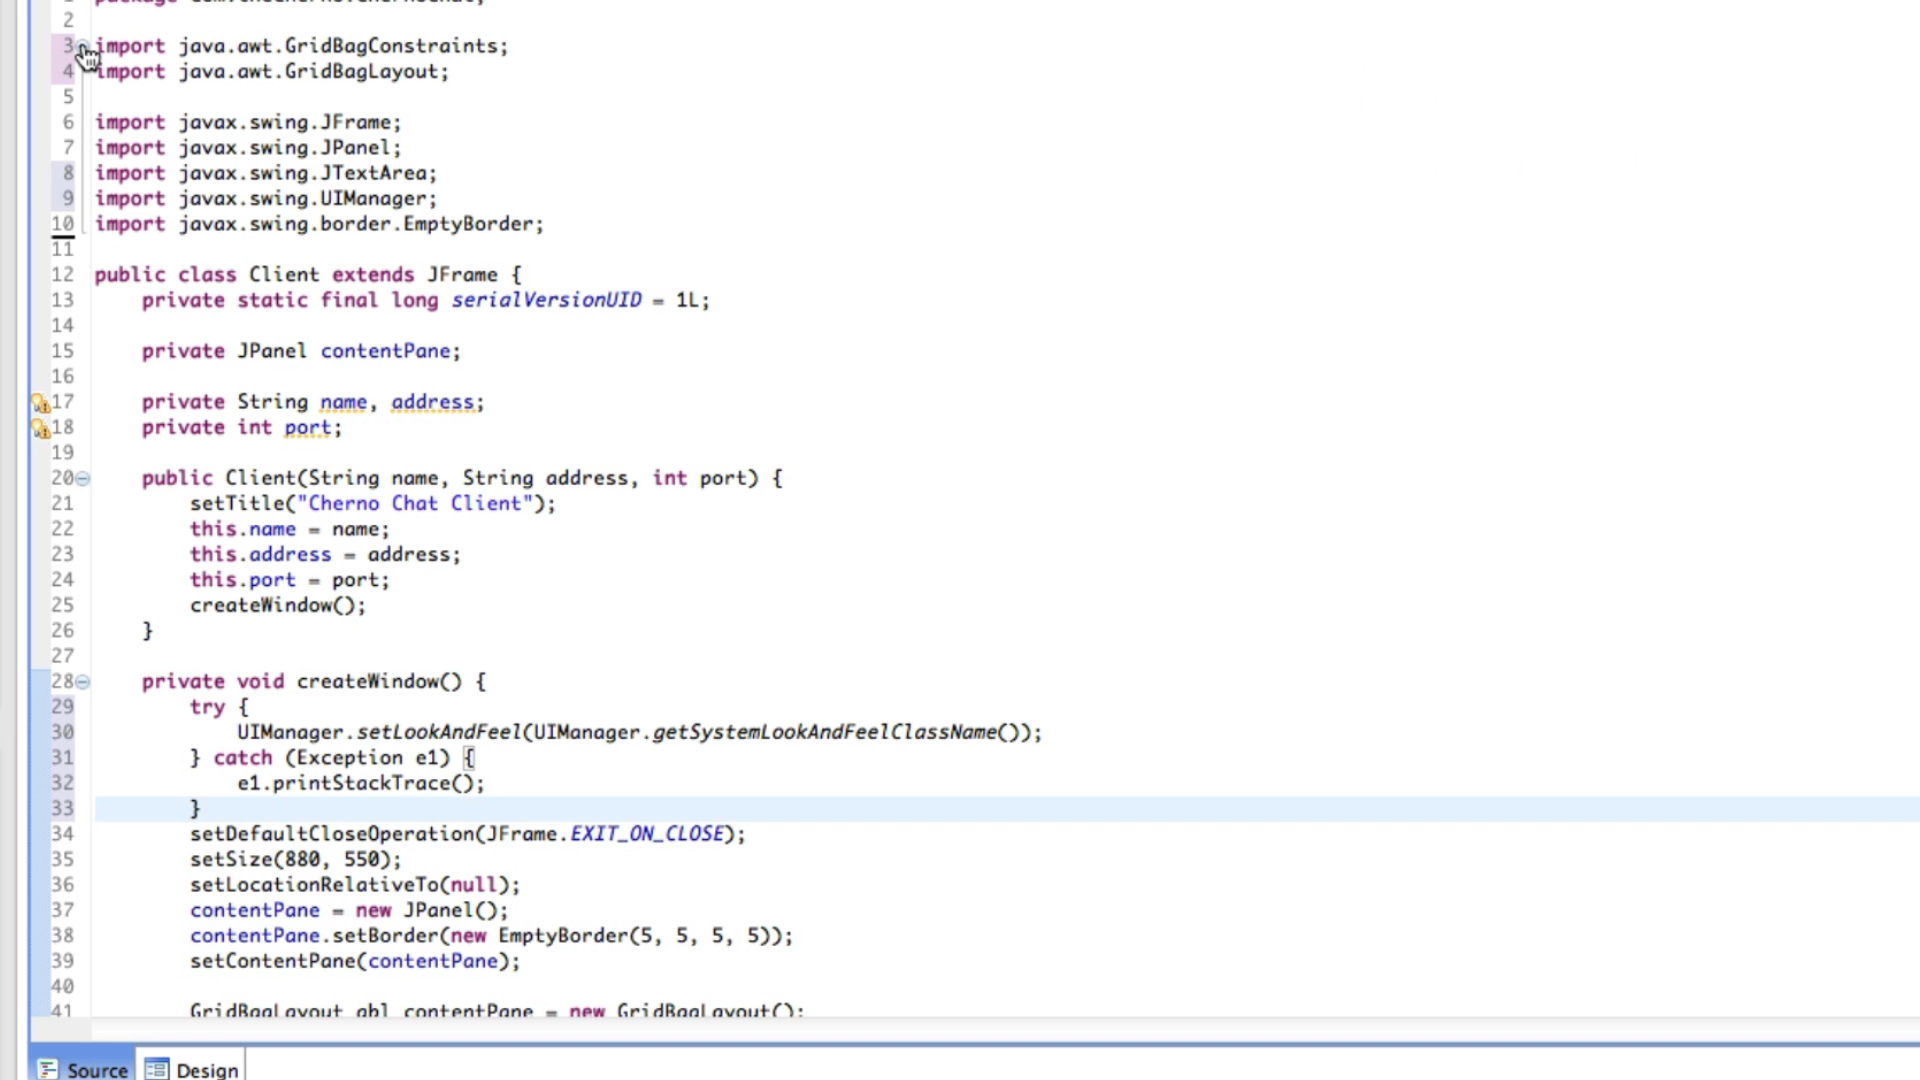 2
3 import java.awt.GridBagConstraints;
4 import java.awt.GridBagLayout;
5
6 import javax.swing.JFrame;
7 import javax.swing.JPanel;
8 import javax.swing.JTextArea;
9 import javax.swing.UIManager;
10 import javax.swing.border.EmptyBorder;
11
12 public class Client extends JFrame {
13 private static final long serialVersionUID = 1L;
14
15 private JPanel contentPane;
16
17 private String name, address;
18 private int port;
19
20 public Client(String name, String address, int port) {
21 setTitle("Cherno Chat Client");
22 this.name = name;
23 this.address = address;
24 this.port = port;
25 createWindow();
26 }
27
28 private void createWindow() {
29 try {
30 UIManager.setLookAndFeel(UIManager.getSystemLookAndFeelClassName());
31 } catch (Exception e1) {
32 e1.printStackTrace();
33 }
34 setDefaultCloseOperation(JFrame.EXIT_ON_CLOSE);
35 setSize(880, 550);
36 setLocationRelativeTo(null);
37 contentPane = new JPanel();
38 contentPane.setBorder(new EmptyBorder(5, 5, 5, 5));
39 setContentPane(contentPane);
40
41 GridBagLayout gbl_contentPane = new GridBagLayout();
Source Design